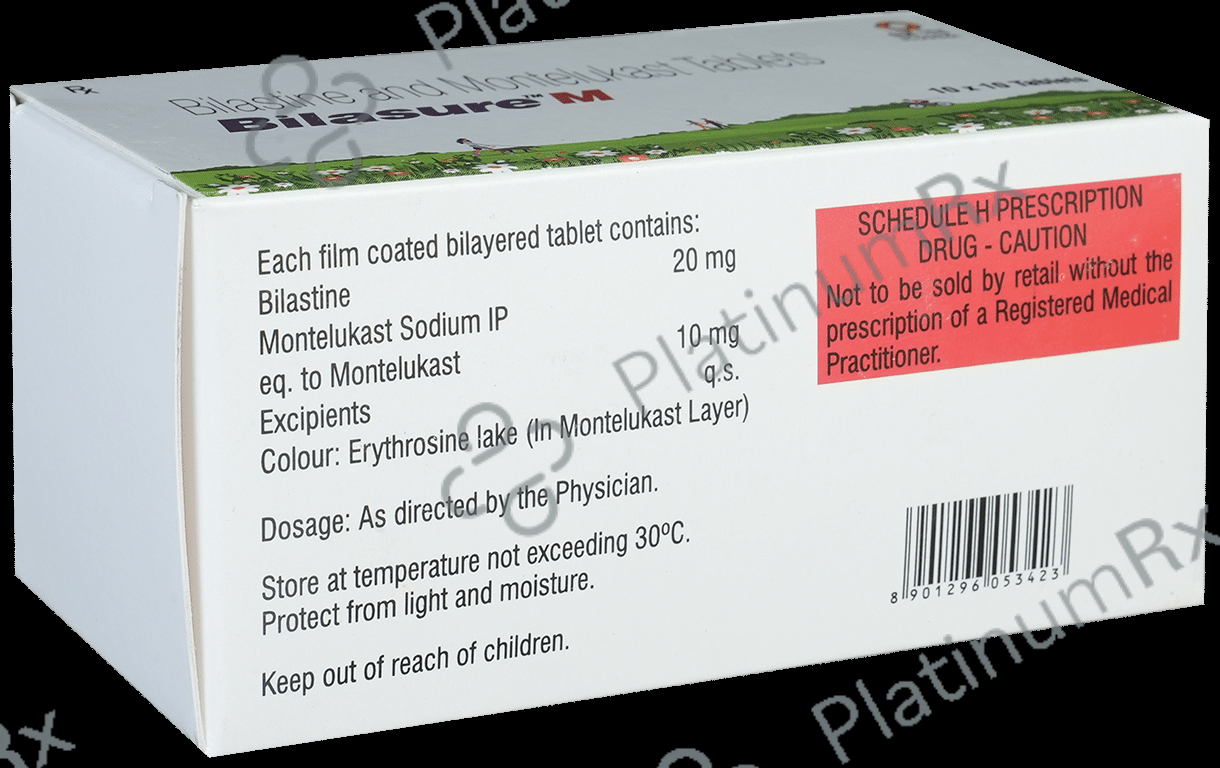 Rx
Bilastine and Montelukast Tablets
Bilasure™ M
10 x 10 Tablets
Each film coated bilayered tablet contains:
Bilastine 20 mg
Montelukast Sodium IP
eq. to Montelukast 10 mg
Excipients q.s.
Colour: Erythrosine lake (In Montelukast Layer)
Dosage: As directed by the Physician.
Store at temperature not exceeding 30ºC.
Protect from light and moisture.
Keep out of reach of children.
SCHEDULE H PRESCRIPTION
DRUG - CAUTION
Not to be sold by retail without the
prescription of a Registered Medical
Practitioner.
8 901296 053423
PlatinumRx
PlatinumRx